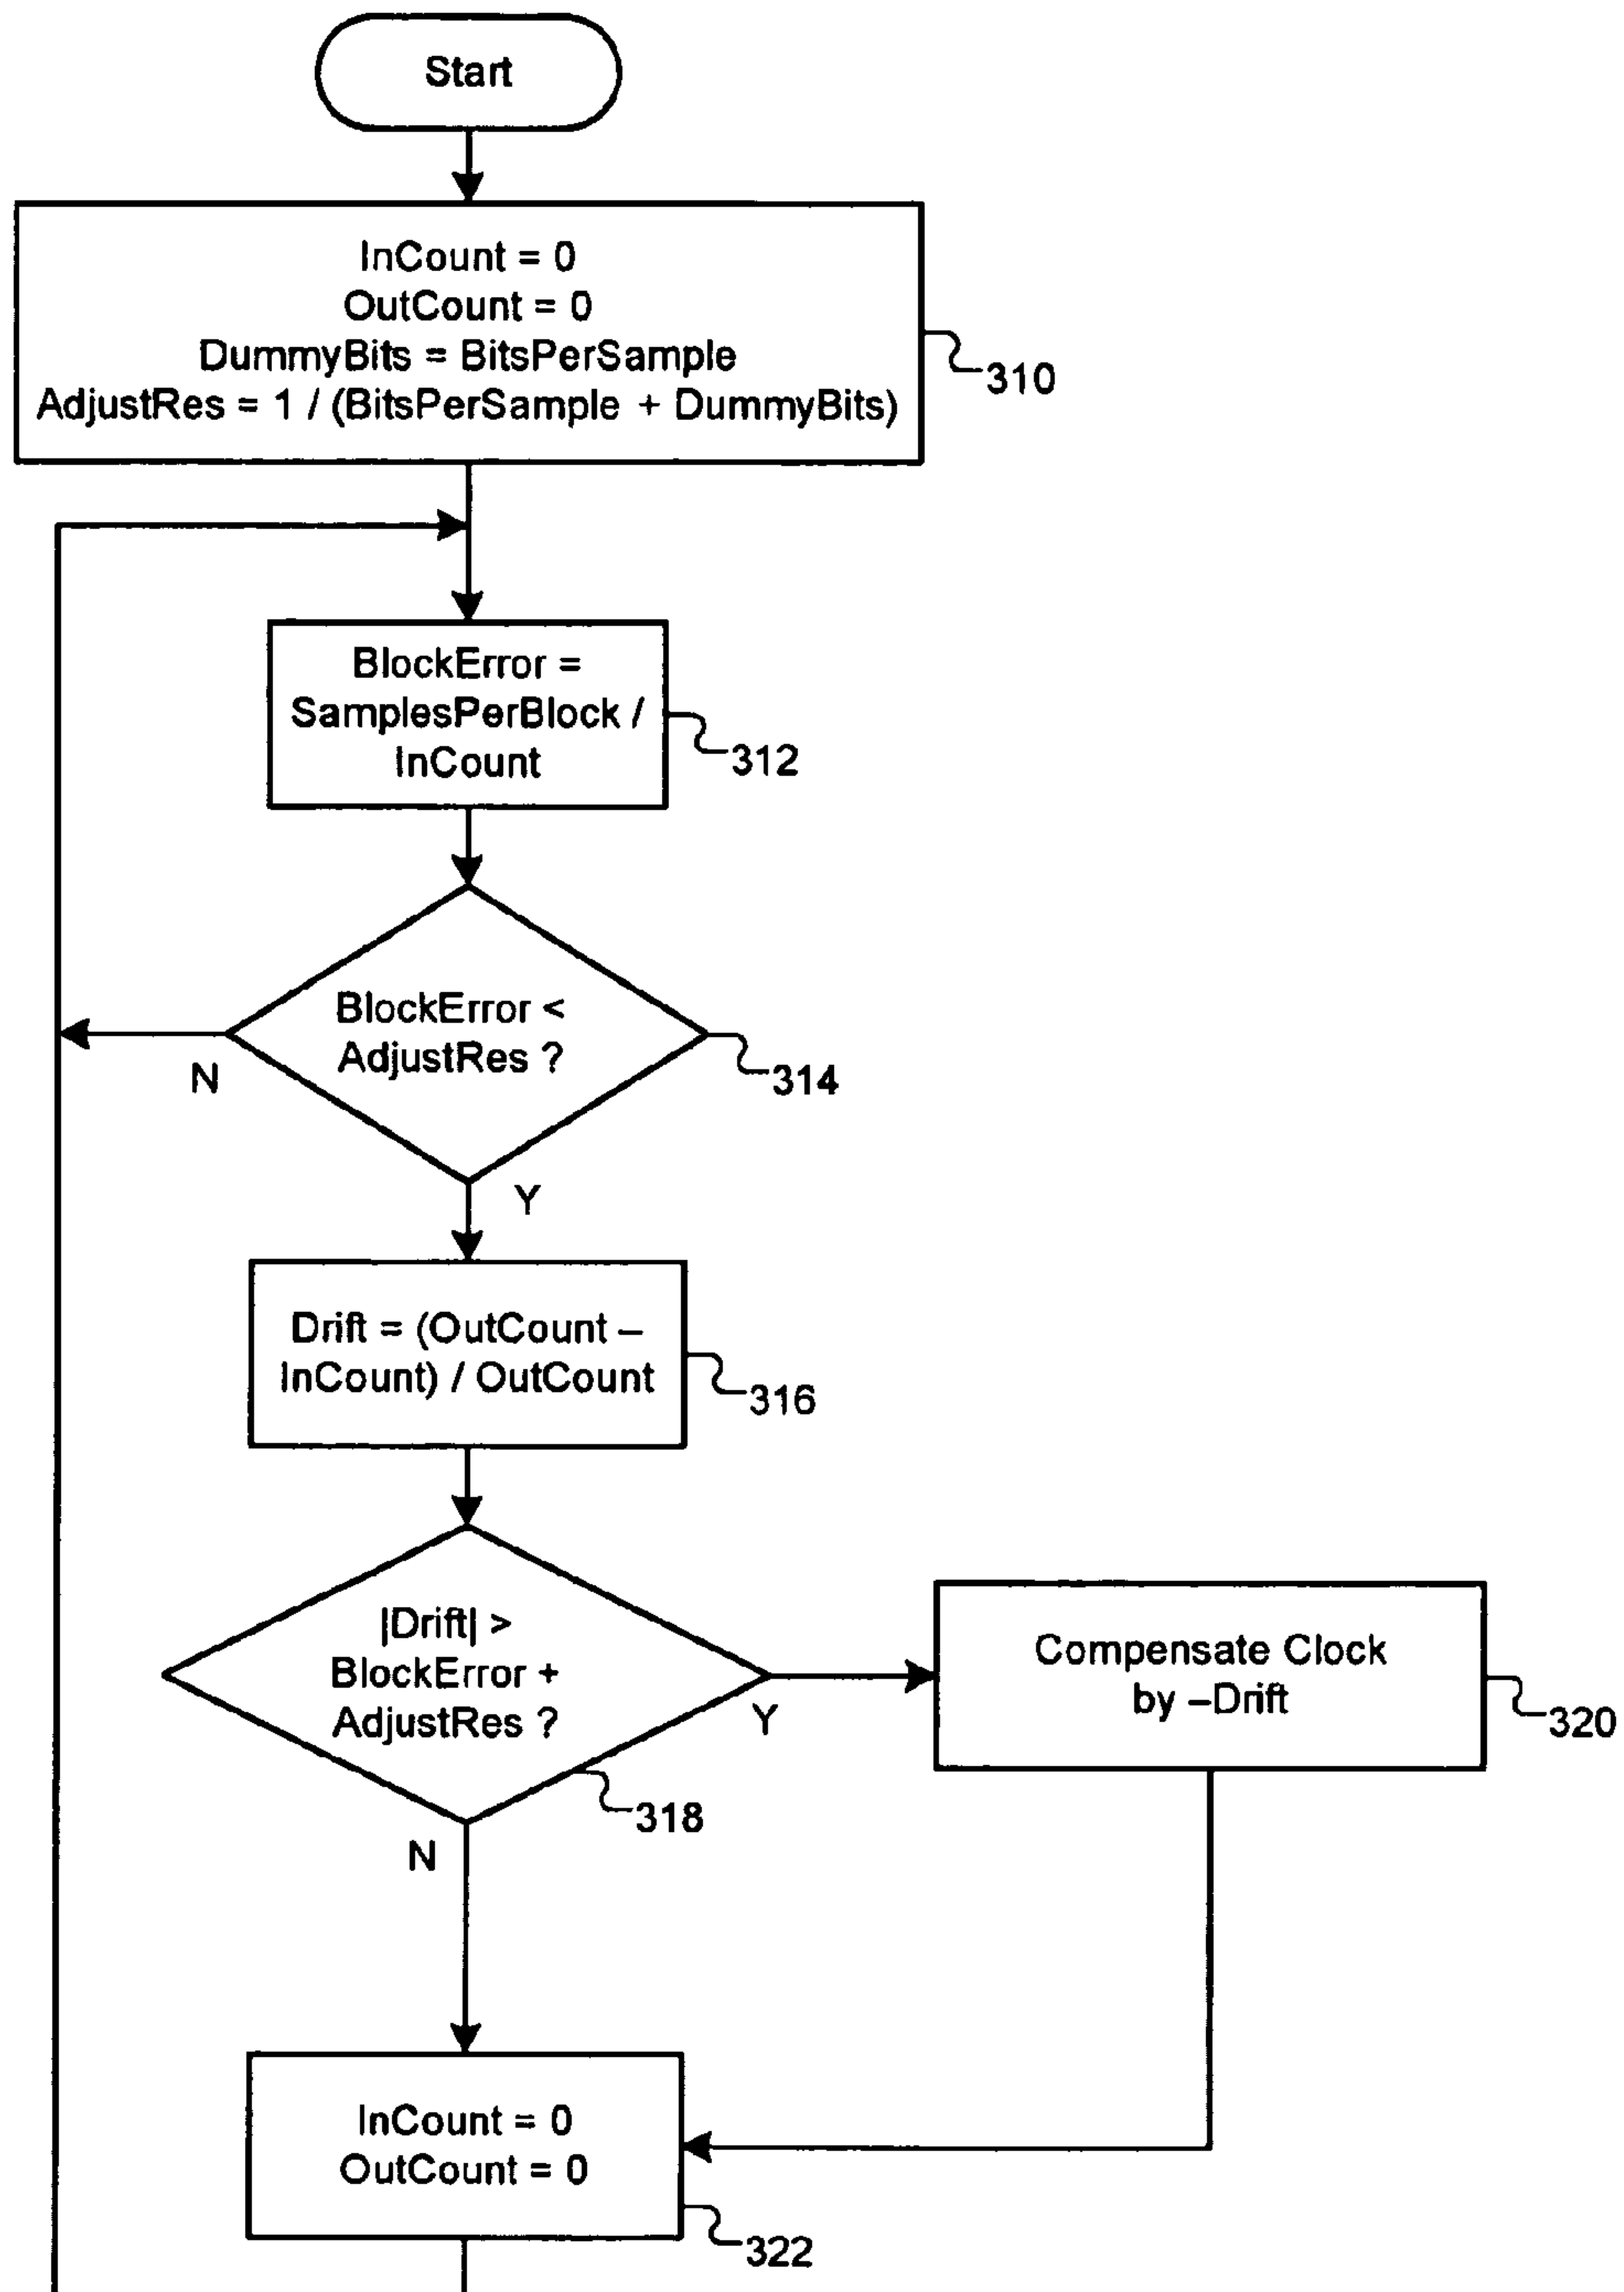 Start
InCount = 0
OutCount = 0
DummyBits = BitsPerSample
AdjustRes = 1 / (BitsPerSample + DummyBits)
310
BlockError =
SamplesPerBlock /
InCount
312
BlockError <
AdjustRes ?
N
314
Y
Drift = (OutCount –
InCount) / OutCount
316
|Drift| >
BlockError +
AdjustRes ?
Y
318
N
Compensate Clock
by –Drift
320
InCount = 0
OutCount = 0
322